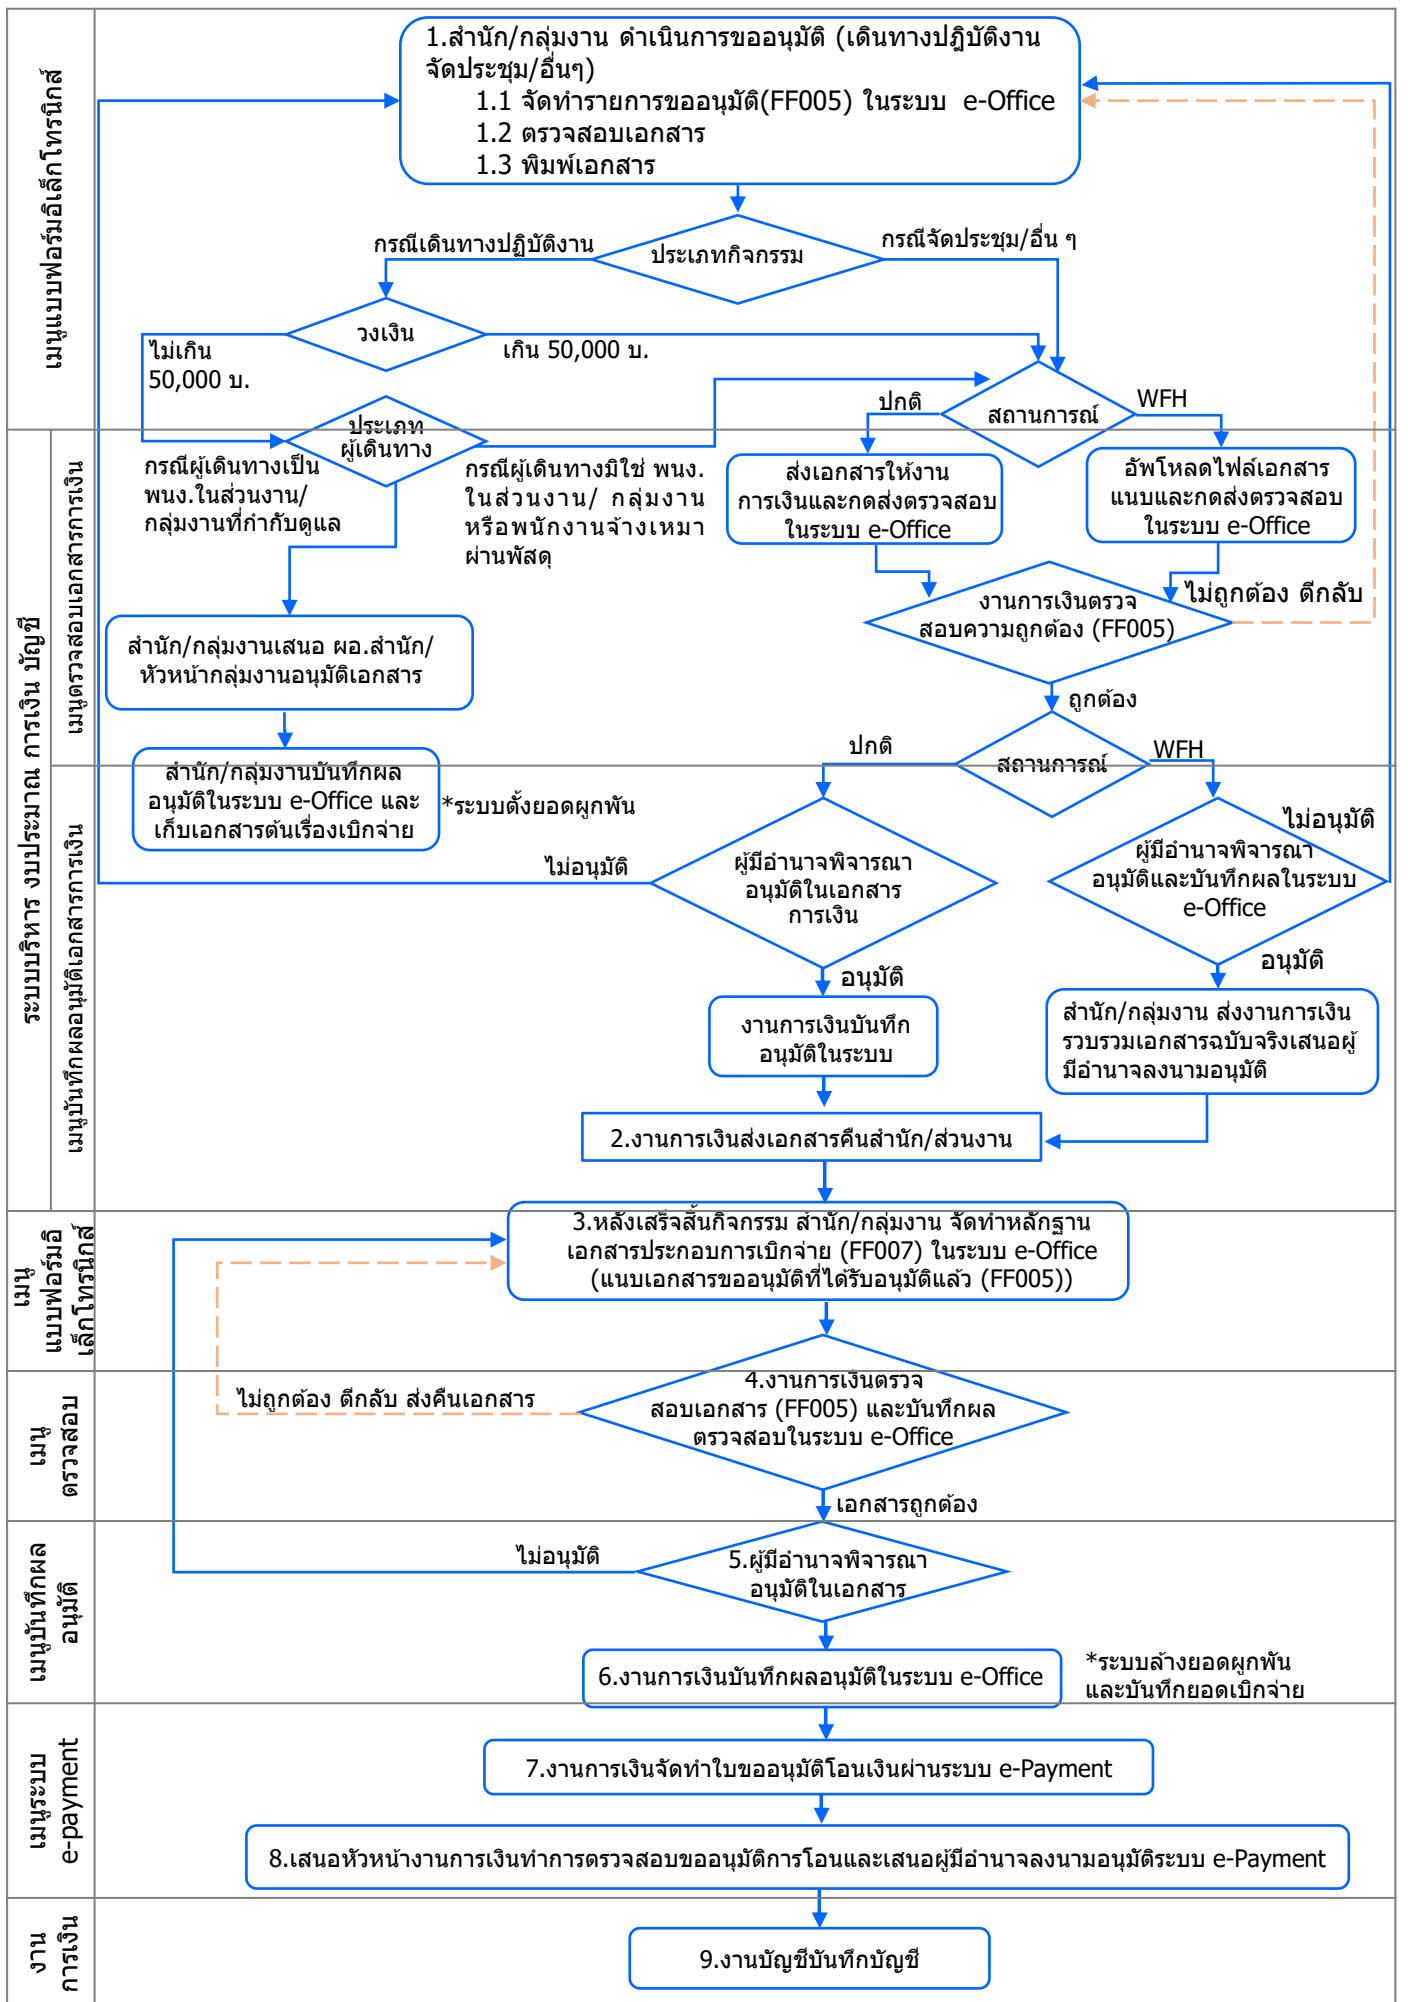 1.สำนัก/กลุ่มงาน ดำเนินการขออนุมัติ (เดินทางปฏิบัติงาน
จัดประชุม/อื่นๆ)
1.1 จัดทำรายการขออนุมัติ(FF005) ในระบบ e-Office
1.2 ตรวจสอบเอกสาร
1.3 พิมพ์เอกสาร
เมนูแบบฟอร์มอิเล็กโทรนิกส์
กรณีเดินทางปฏิบัติงาน
ประเภทกิจกรรม
กรณีจัดประชุม/อื่น ๆ
วงเงิน
ไม่เกิน
50,000 บ.
เกิน 50,000 บ.
ประเภท
ผู้เดินทาง
ปกติ
สถานการณ์
WFH
ระบบบริหาร งบประมาณ การเงิน บัญชี
เมนูตรวจสอบเอกสารการเงิน
กรณีผู้เดินทางเป็น
พนง.ในส่วนงาน/
กลุ่มงานที่กำกับดูแล
กรณีผู้เดินทางมิใช่ พนง.
ในส่วนงาน/ กลุ่มงาน
หรือพนักงานจ้างเหมา
ผ่านพัสดุ
ส่งเอกสารให้งาน
การเงินและกดส่งตรวจสอบ
ในระบบ e-Office
อัพโหลดไฟล์เอกสาร
แนบและกดส่งตรวจสอบ
ในระบบ e-Office
งานการเงินตรวจ
สอบความถูกต้อง (FF005)
ไม่ถูกต้อง ตีกลับ
สำนัก/กลุ่มงานเสนอ ผอ.สำนัก/
หัวหน้ากลุ่มงานอนุมัติเอกสาร
ถูกต้อง
ปกติ
สถานการณ์
WFH
เมนูบันทึกผลอนุมัติเอกสารการเงิน
สำนัก/กลุ่มงานบันทึกผล
อนุมัติในระบบ e-Office และ
เก็บเอกสารต้นเรื่องเบิกจ่าย
*ระบบตั้งยอดผูกพัน
ไม่อนุมัติ
ผู้มีอำนาจพิจารณา
อนุมัติในเอกสาร
การเงิน
ไม่อนุมัติ
ผู้มีอำนาจพิจารณา
อนุมัติและบันทึกผลในระบบ
e-Office
อนุมัติ
อนุมัติ
งานการเงินบันทึก
อนุมัติในระบบ
สำนัก/กลุ่มงาน ส่งงานการเงิน
รวบรวมเอกสารฉบับจริงเสนอผู้
มีอำนาจลงนามอนุมัติ
2.งานการเงินส่งเอกสารคืนสำนัก/ส่วนงาน
เมนู
แบบฟอร์มอิ
เล็กโทรนิกส์
3.หลังเสร็จสิ้นกิจกรรม สำนัก/กลุ่มงาน จัดทำหลักฐาน
เอกสารประกอบการเบิกจ่าย (FF007) ในระบบ e-Office
(แนบเอกสารขออนุมัติที่ได้รับอนุมัติแล้ว (FF005))
เมนู
ตรวจสอบ
ไม่ถูกต้อง ตีกลับ ส่งคืนเอกสาร
4.งานการเงินตรวจ
สอบเอกสาร (FF005) และบันทึกผล
ตรวจสอบในระบบ e-Office
เอกสารถูกต้อง
เมนูบันทึกผล
อนุมัติ
ไม่อนุมัติ
5.ผู้มีอำนาจพิจารณา
อนุมัติในเอกสาร
6.งานการเงินบันทึกผลอนุมัติในระบบ e-Office
*ระบบล้างยอดผูกพัน
และบันทึกยอดเบิกจ่าย
เมนูระบบ
e-payment
7.งานการเงินจัดทำใบขออนุมัติโอนเงินผ่านระบบ e-Payment
8.เสนอหัวหน้างานการเงินทำการตรวจสอบขออนุมัติการโอนและเสนอผู้มีอำนาจลงนามอนุมัติระบบ e-Payment
งาน
การเงิน
9.งานบัญชีบันทึกบัญชี